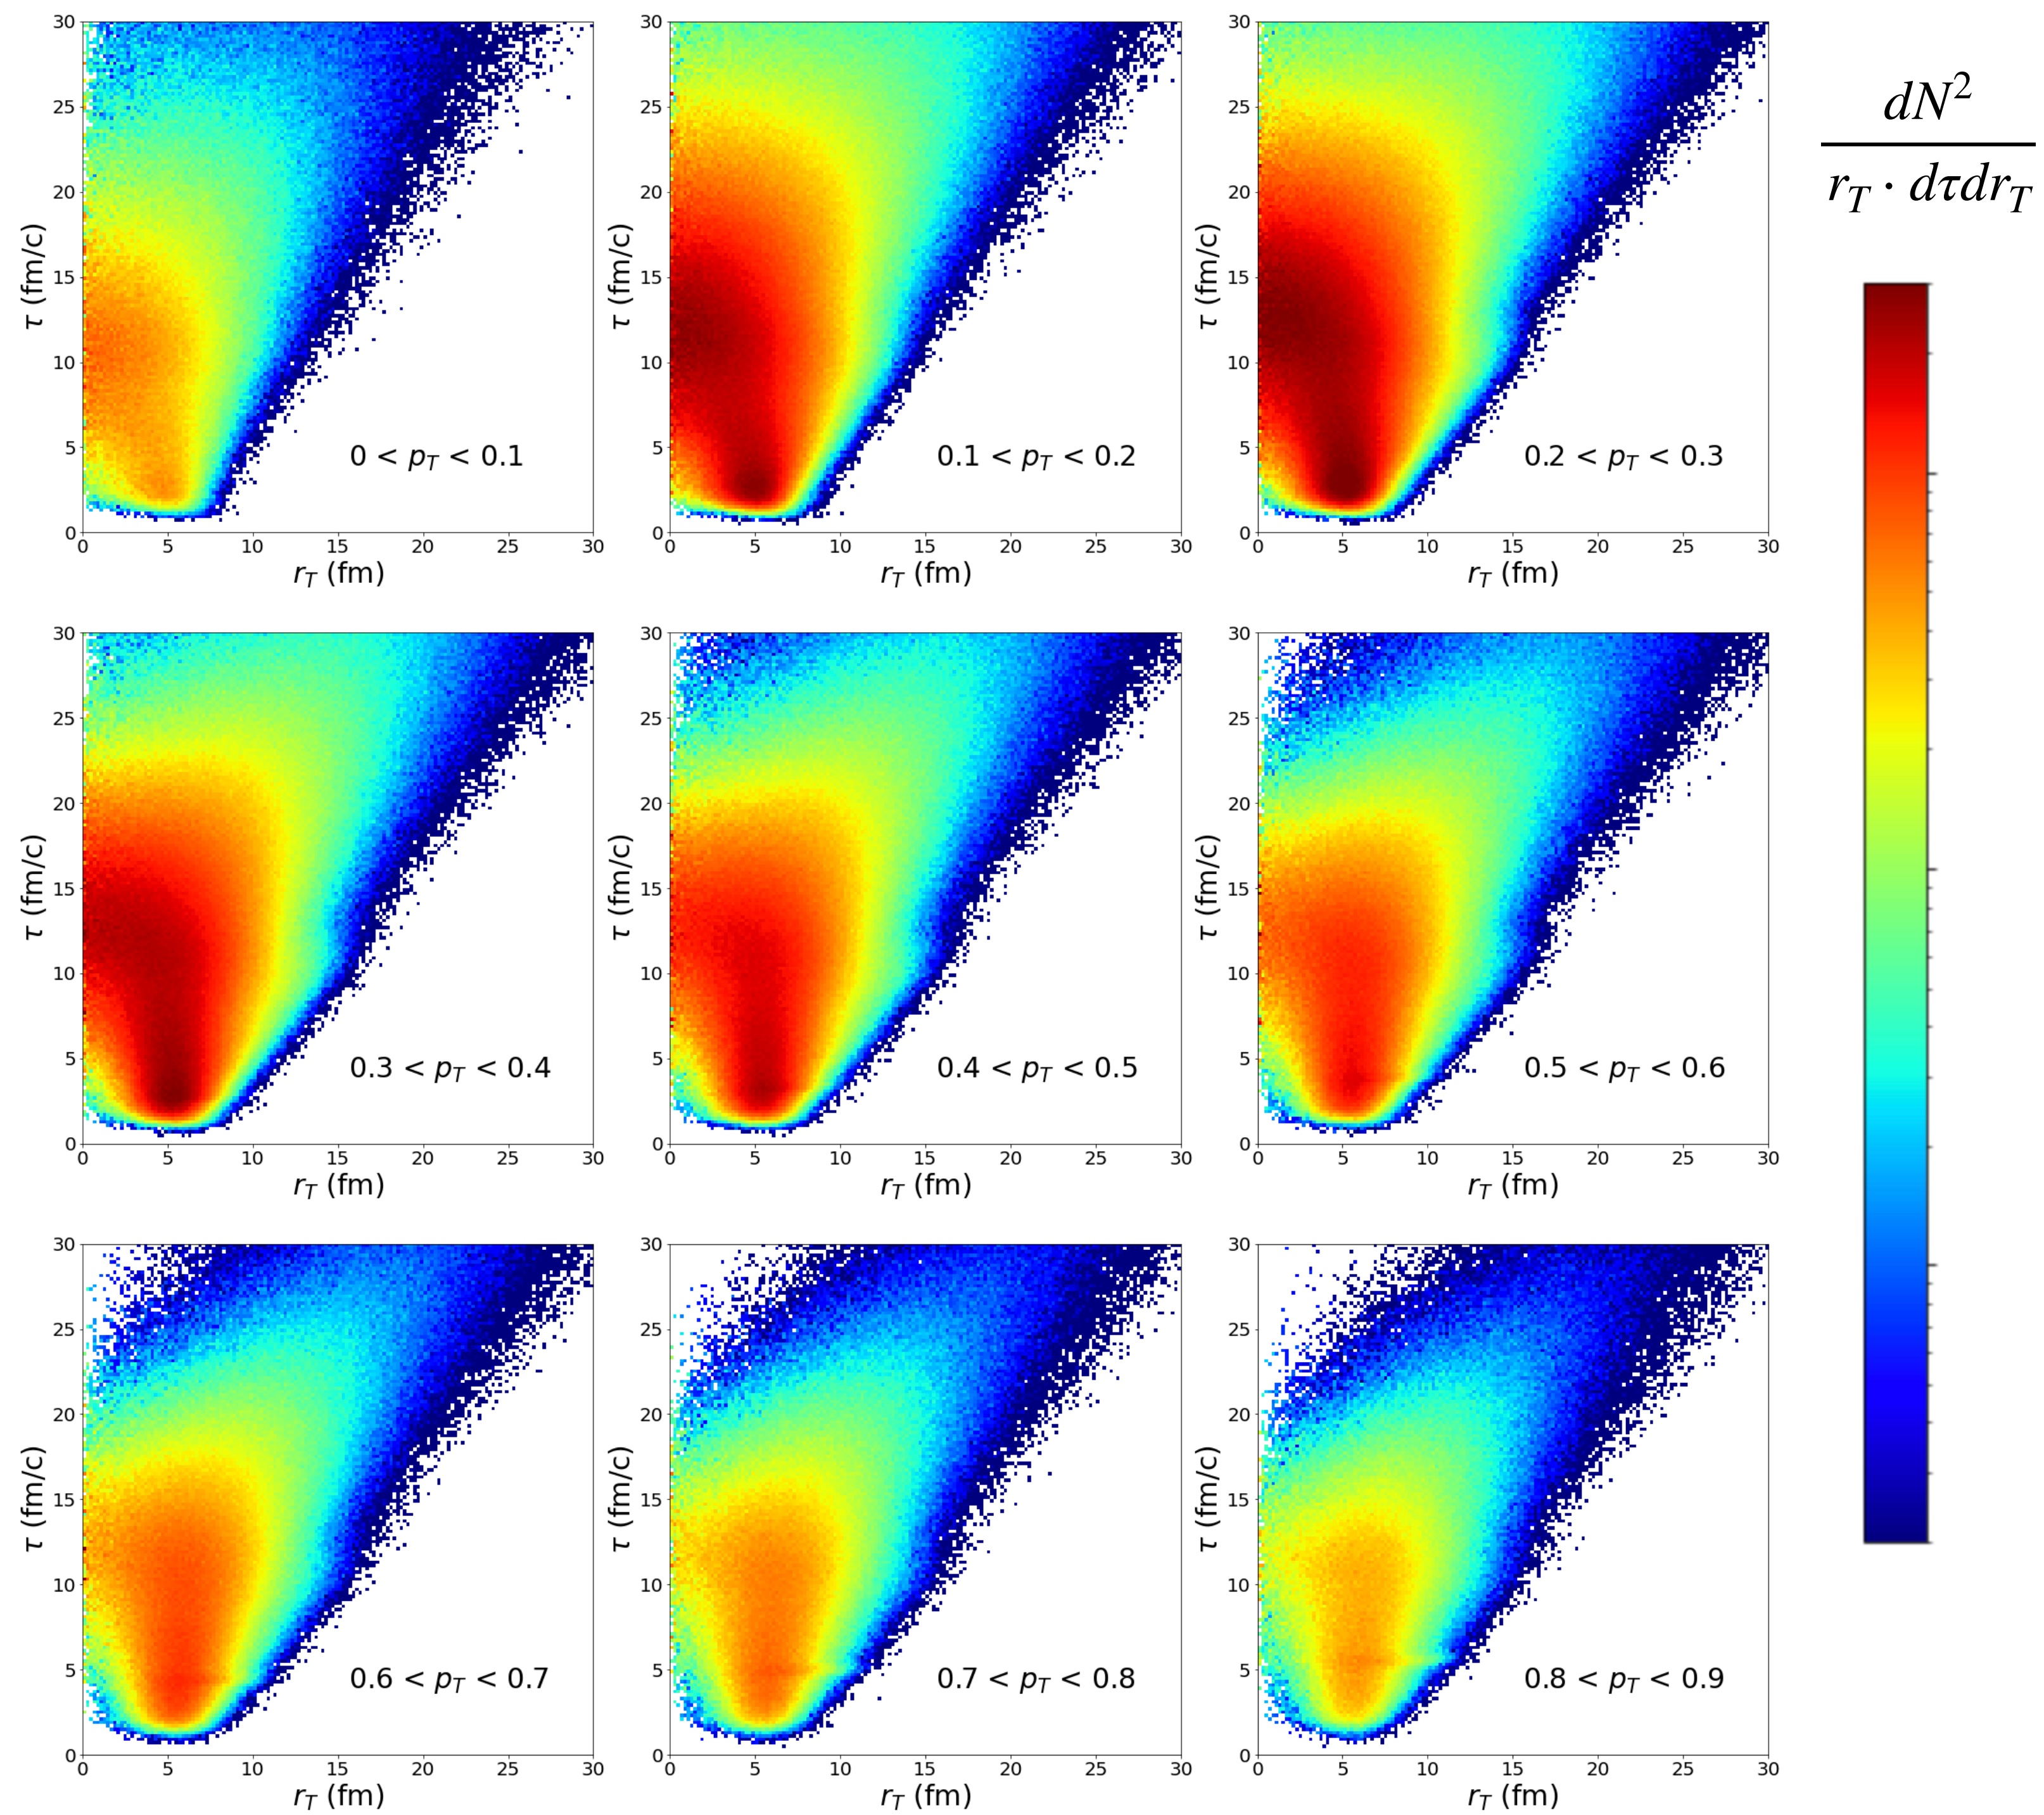 30
25
20
15
10
5
0
τ (fm/c)
0 < p_T < 0.1
0 5 10 15 20 25 30
r_T (fm)
30
25
20
15
10
5
0
τ (fm/c)
0.1 < p_T < 0.2
0 5 10 15 20 25 30
r_T (fm)
30
25
20
15
10
5
0
τ (fm/c)
0.2 < p_T < 0.3
0 5 10 15 20 25 30
r_T (fm)
dN²
r_T · dτdr_T
30
25
20
15
10
5
0
τ (fm/c)
0.3 < p_T < 0.4
0 5 10 15 20 25 30
r_T (fm)
30
25
20
15
10
5
0
τ (fm/c)
0.4 < p_T < 0.5
0 5 10 15 20 25 30
r_T (fm)
30
25
20
15
10
5
0
τ (fm/c)
0.5 < p_T < 0.6
0 5 10 15 20 25 30
r_T (fm)
30
25
20
15
10
5
0
τ (fm/c)
0.6 < p_T < 0.7
0 5 10 15 20 25 30
r_T (fm)
30
25
20
15
10
5
0
τ (fm/c)
0.7 < p_T < 0.8
0 5 10 15 20 25 30
r_T (fm)
30
25
20
15
10
5
0
τ (fm/c)
0.8 < p_T < 0.9
0 5 10 15 20 25 30
r_T (fm)